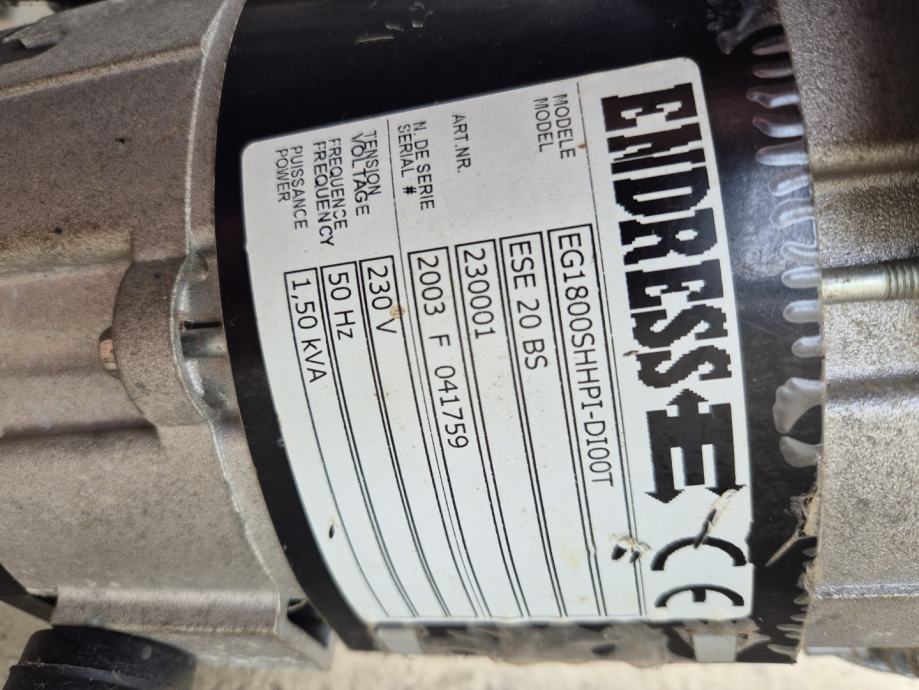 ENDRESS E CE
MODELE EG1800SHHPI-DI00T
MODEL ESE 20 BS
ART.NR. 230001
N. DE SERIE 2003 F 041759
SERIAL #
TENSION 230 V
VOLTAGE
FREQUENCE 50 Hz
FREQUENCY
PUISSANCE 1,50 kVA
POWER